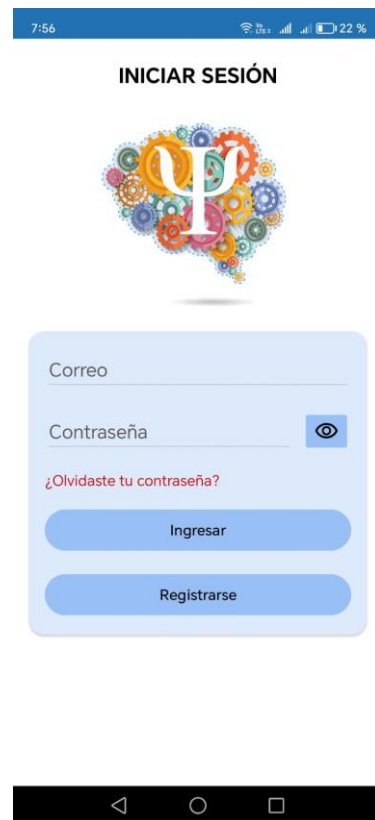 7:56
22 %
INICIAR SESIÓN
Ψ
Correo
Contraseña
¿Olvidaste tu contraseña?
Ingresar
Registrarse